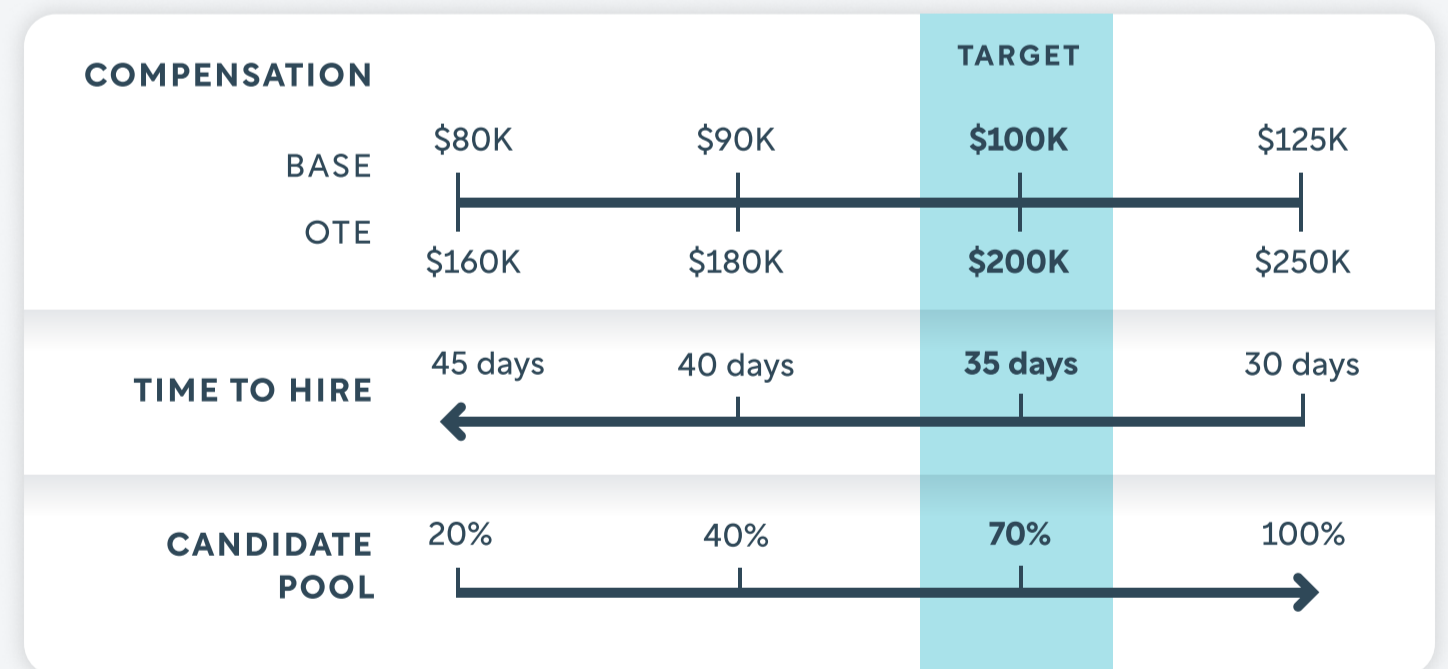 TARGET
COMPENSATION
$80K $90K $100K $125K
BASE
OTE
$160K $180K $200K $250K
45 days 40 days 35 days 30 days
TIME TO HIRE
20% 40% 70% 100%
CANDIDATE
POOL